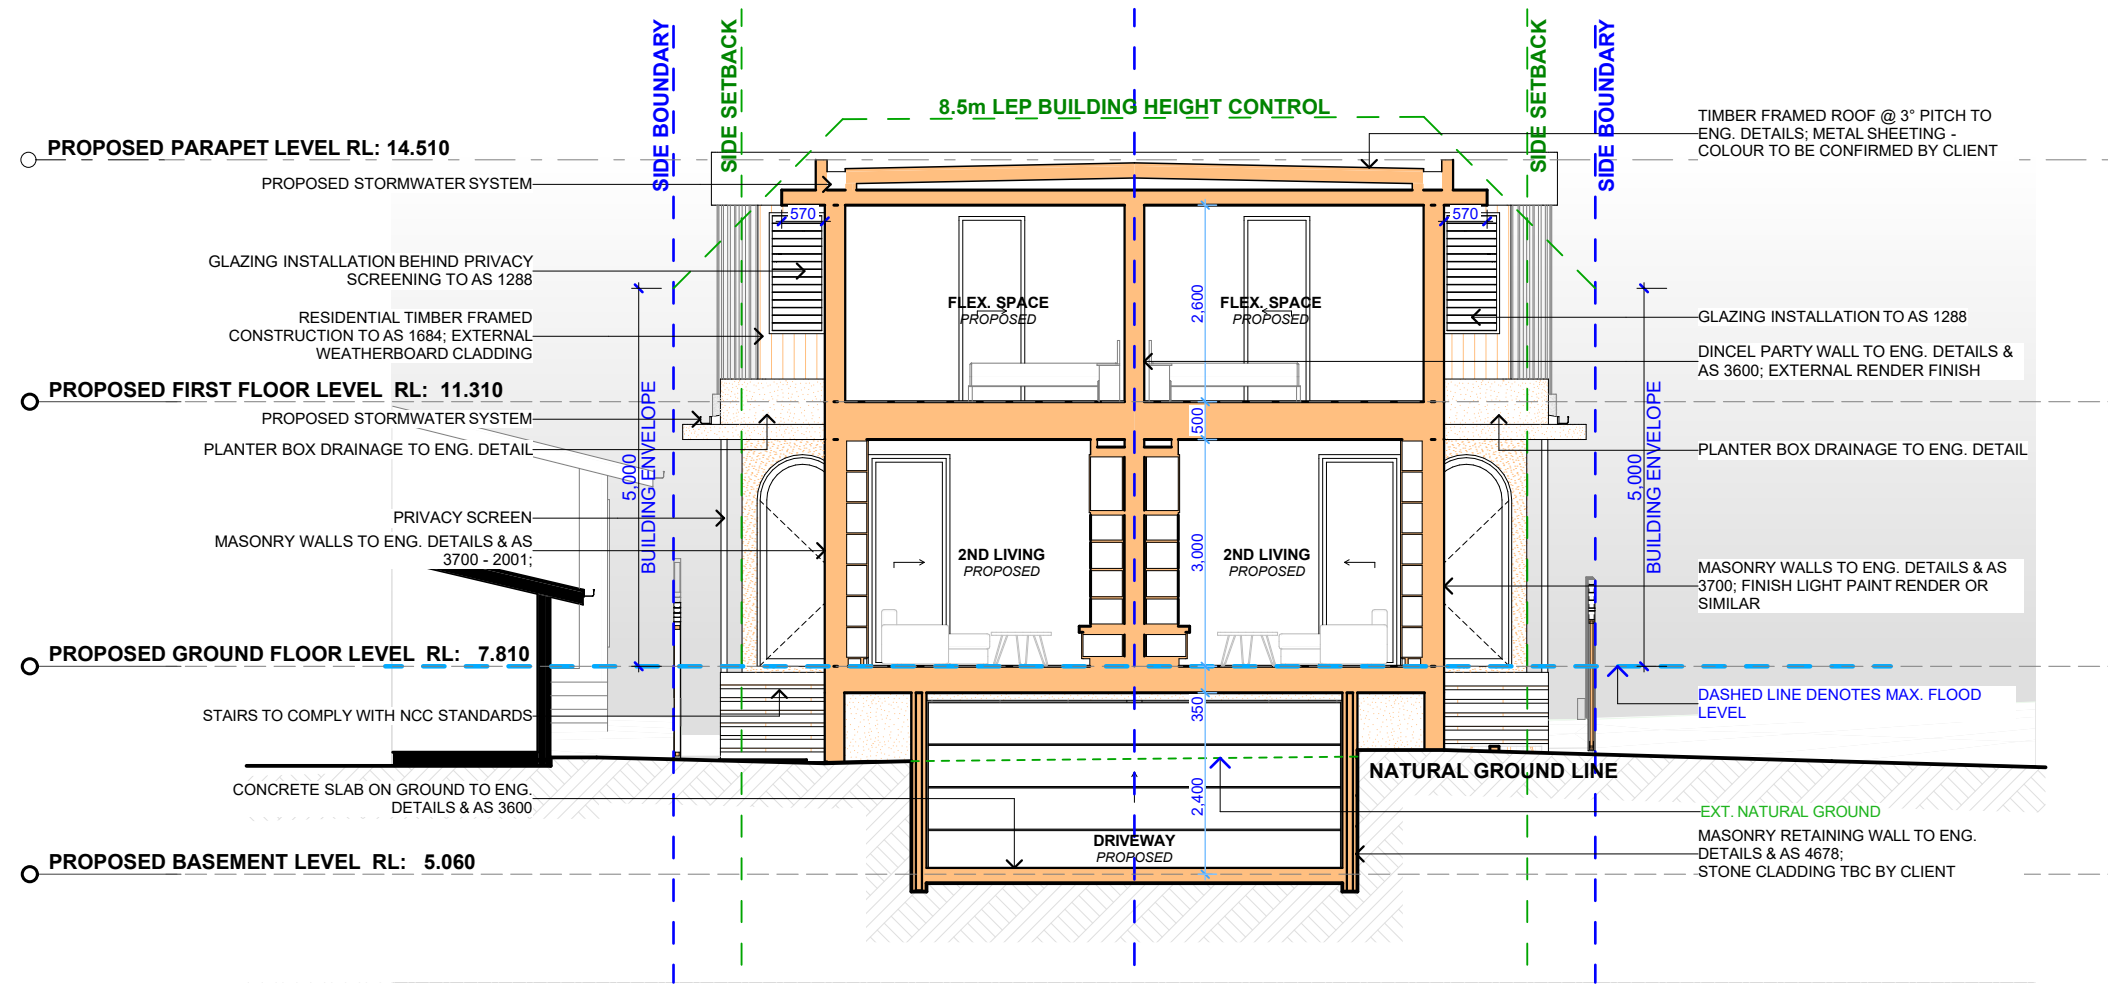 SIDE BOUNDARY
SIDE SETBACK
SIDE SETBACK
SIDE BOUNDARY
8.5m LEP BUILDING HEIGHT CONTROL
PROPOSED PARAPET LEVEL RL: 14.510
PROPOSED STORMWATER SYSTEM
GLAZING INSTALLATION BEHIND PRIVACY
SCREENING TO AS 1288
RESIDENTIAL TIMBER FRAMED
CONSTRUCTION TO AS 1684; EXTERNAL
WEATHERBOARD CLADDING
PROPOSED FIRST FLOOR LEVEL RL: 11.310
PROPOSED STORMWATER SYSTEM
PLANTER BOX DRAINAGE TO ENG. DETAIL
PRIVACY SCREEN
MASONRY WALLS TO ENG. DETAILS & AS
3700 - 2001;
PROPOSED GROUND FLOOR LEVEL RL: 7.810
STAIRS TO COMPLY WITH NCC STANDARDS
CONCRETE SLAB ON GROUND TO ENG.
DETAILS & AS 3600
PROPOSED BASEMENT LEVEL RL: 5.060
5,000
BUILDING ENVELOPE
570
570
FLEX. SPACE
PROPOSED
FLEX. SPACE
PROPOSED
2,600
500
2ND LIVING
PROPOSED
2ND LIVING
PROPOSED
3,000
350
2,400
DRIVEWAY
PROPOSED
5,000
BUILDING ENVELOPE
TIMBER FRAMED ROOF @ 3° PITCH TO
ENG. DETAILS; METAL SHEETING -
COLOUR TO BE CONFIRMED BY CLIENT
GLAZING INSTALLATION TO AS 1288
DINCEL PARTY WALL TO ENG. DETAILS &
AS 3600; EXTERNAL RENDER FINISH
PLANTER BOX DRAINAGE TO ENG. DETAIL
MASONRY WALLS TO ENG. DETAILS & AS
3700; FINISH LIGHT PAINT RENDER OR
SIMILAR
DASHED LINE DENOTES MAX. FLOOD
LEVEL
NATURAL GROUND LINE
EXT. NATURAL GROUND
MASONRY RETAINING WALL TO ENG.
DETAILS & AS 4678;
STONE CLADDING TBC BY CLIENT